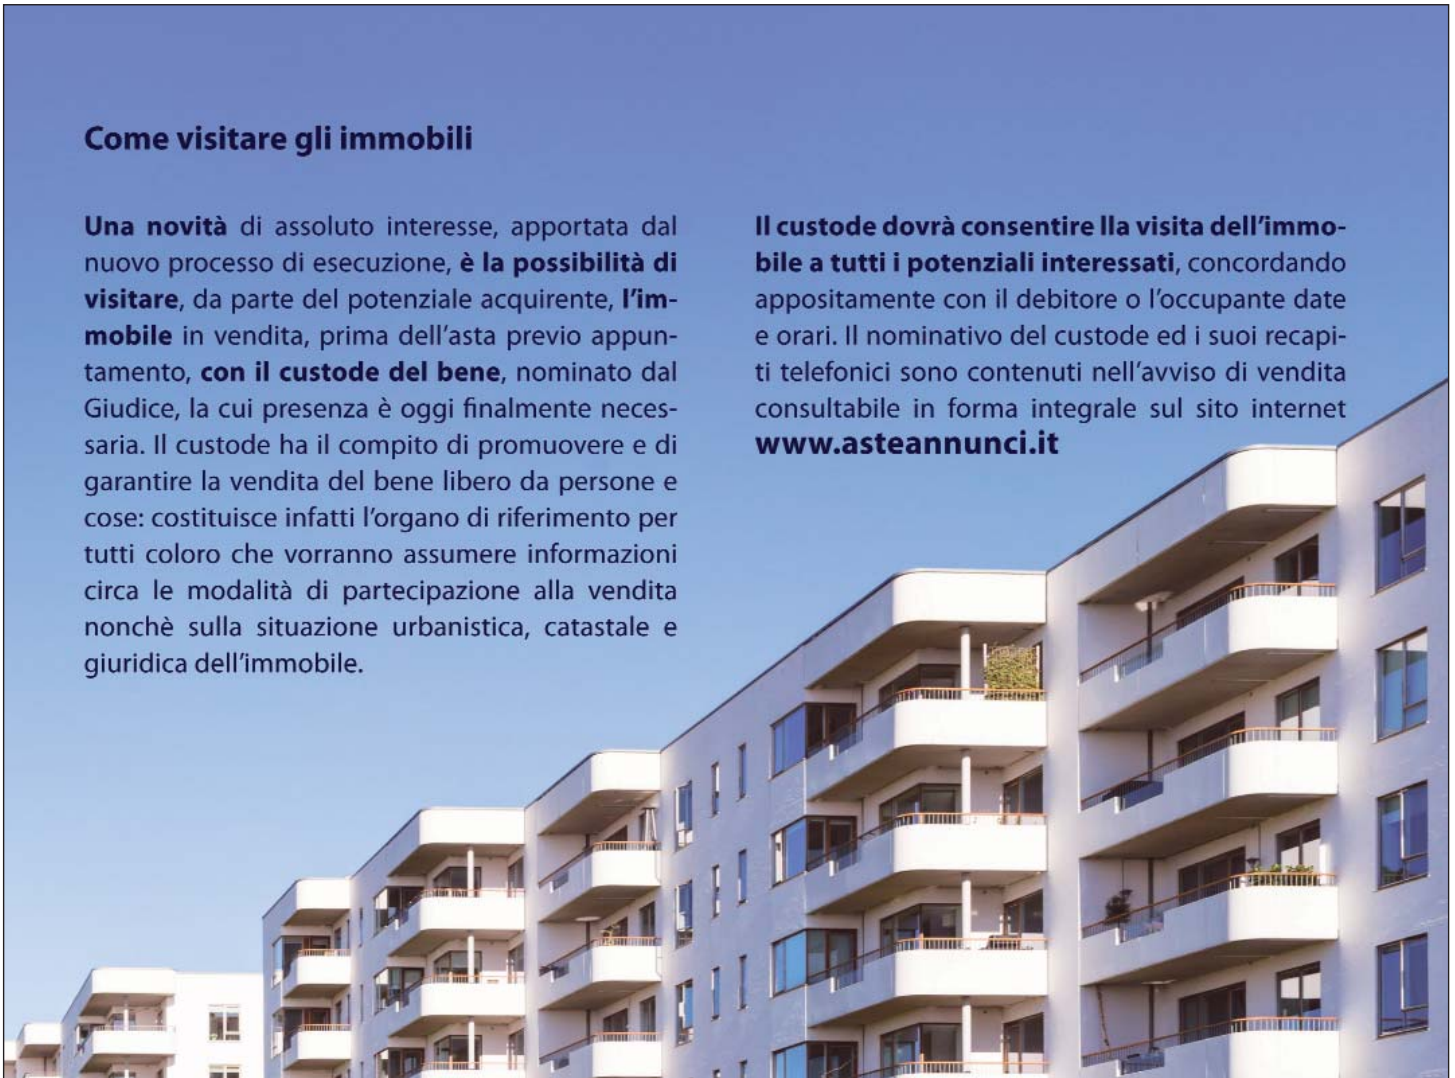 Come visitare gli immobili
Una novità di assoluto interesse, apportata dal
nuovo processo di esecuzione, è la possibilità di
visitare, da parte del potenziale acquirente, l'im-
mobile in vendita, prima dell'asta previo appun-
tamento, con il custode del bene, nominato dal
Giudice, la cui presenza è oggi finalmente neces-
saria. Il custode ha il compito di promuovere e di
garantire la vendita del bene libero da persone e
cose: costituisce infatti l'organo di riferimento per
tutti coloro che vorranno assumere informazioni
circa le modalità di partecipazione alla vendita
nonchè sulla situazione urbanistica, catastale e
giuridica dell'immobile.
Il custode dovrà consentire lla visita dell'immo-
bile a tutti i potenziali interessati, concordando
appositamente con il debitore o l'occupante date
e orari. Il nominativo del custode ed i suoi recapi-
ti telefonici sono contenuti nell'avviso di vendita
consultabile in forma integrale sul sito internet
www.asteannunci.it